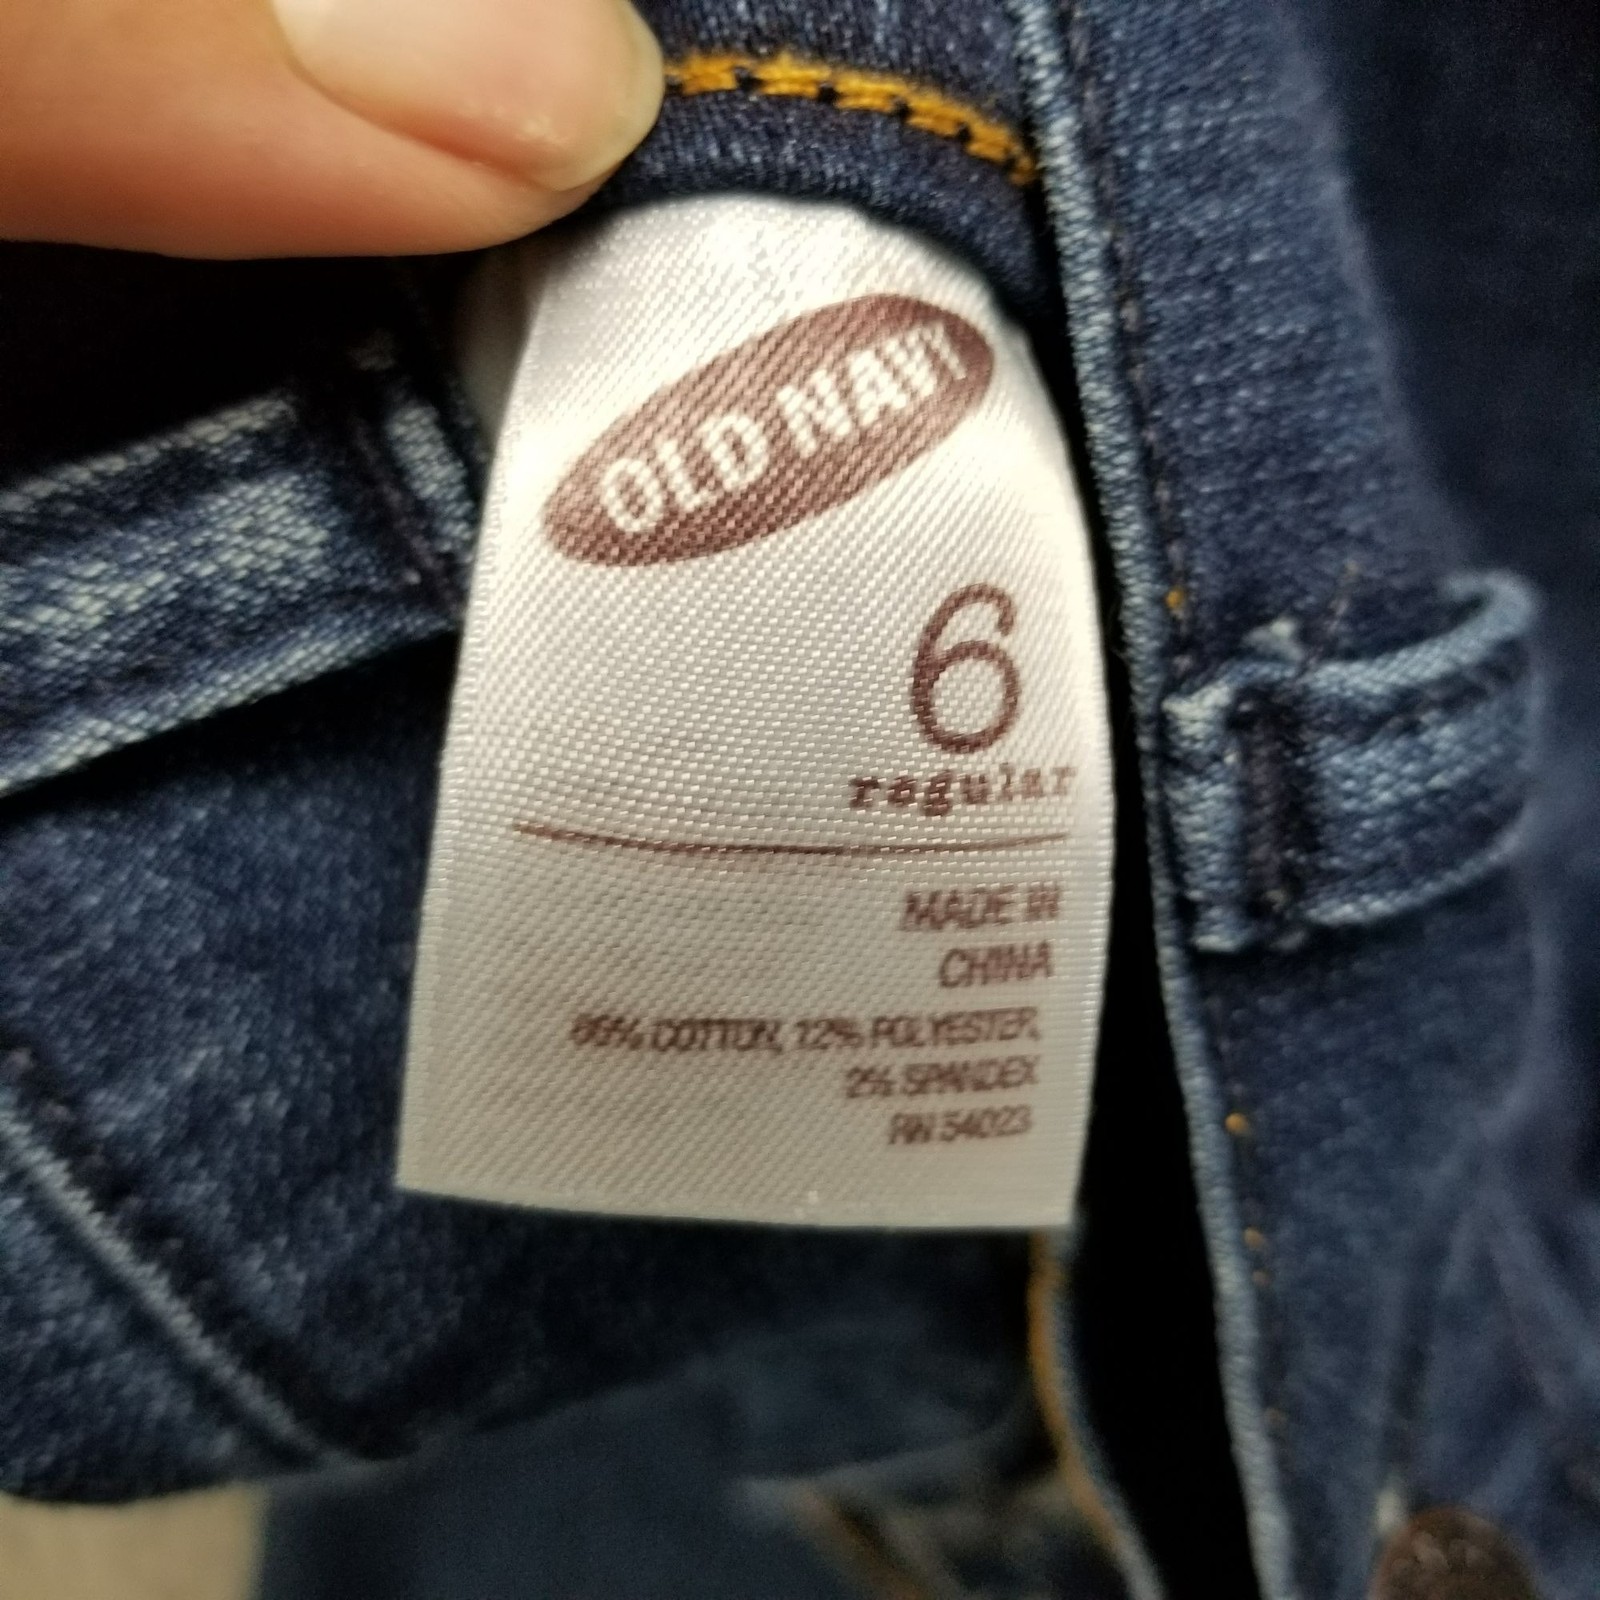 OLD NAVY
6
regular
MADE IN
CHINA
86% COTTON, 12% POLYESTER,
2% SPANDEX
RN 54023